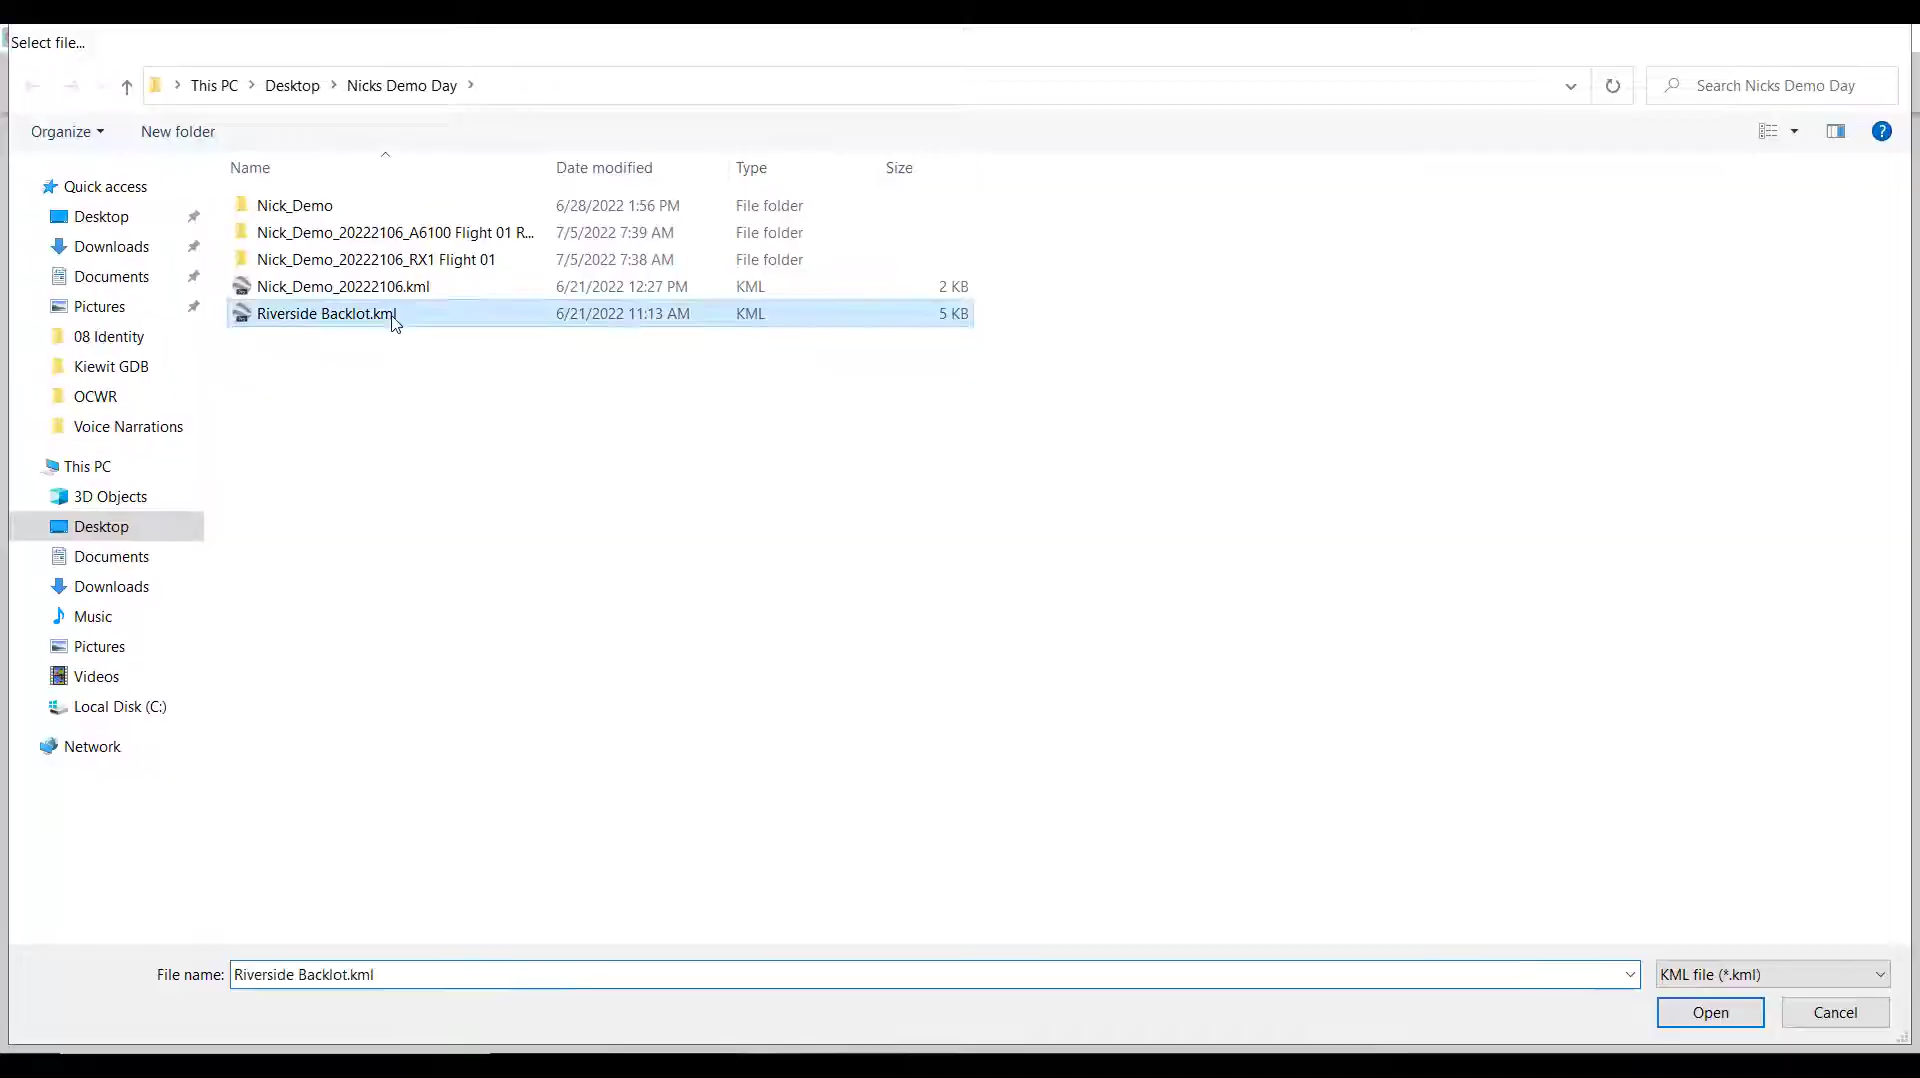 Select file...
This PC Desktop Nicks Demo Day
Search Nicks Demo Day
Organize New folder
?
Name Date modified Type Size
Quick access
Desktop
Downloads
Documents
Pictures
08 Identity
Kiewit GDB
OCWR
Voice Narrations
This PC
3D Objects
Desktop
Documents
Downloads
Music
Pictures
Videos
Local Disk (C:)
Network
Nick_Demo 6/28/2022 1:56 PM File folder
Nick_Demo_20222106_A6100 Flight 01 R... 7/5/2022 7:39 AM File folder
Nick_Demo_20222106_RX1 Flight 01 7/5/2022 7:38 AM File folder
Nick_Demo_20222106.kml 6/21/2022 12:27 PM KML 2 KB
Riverside Backlot.kml 6/21/2022 11:13 AM KML 5 KB
File name: Riverside Backlot.kml KML file (*.kml)
Open Cancel